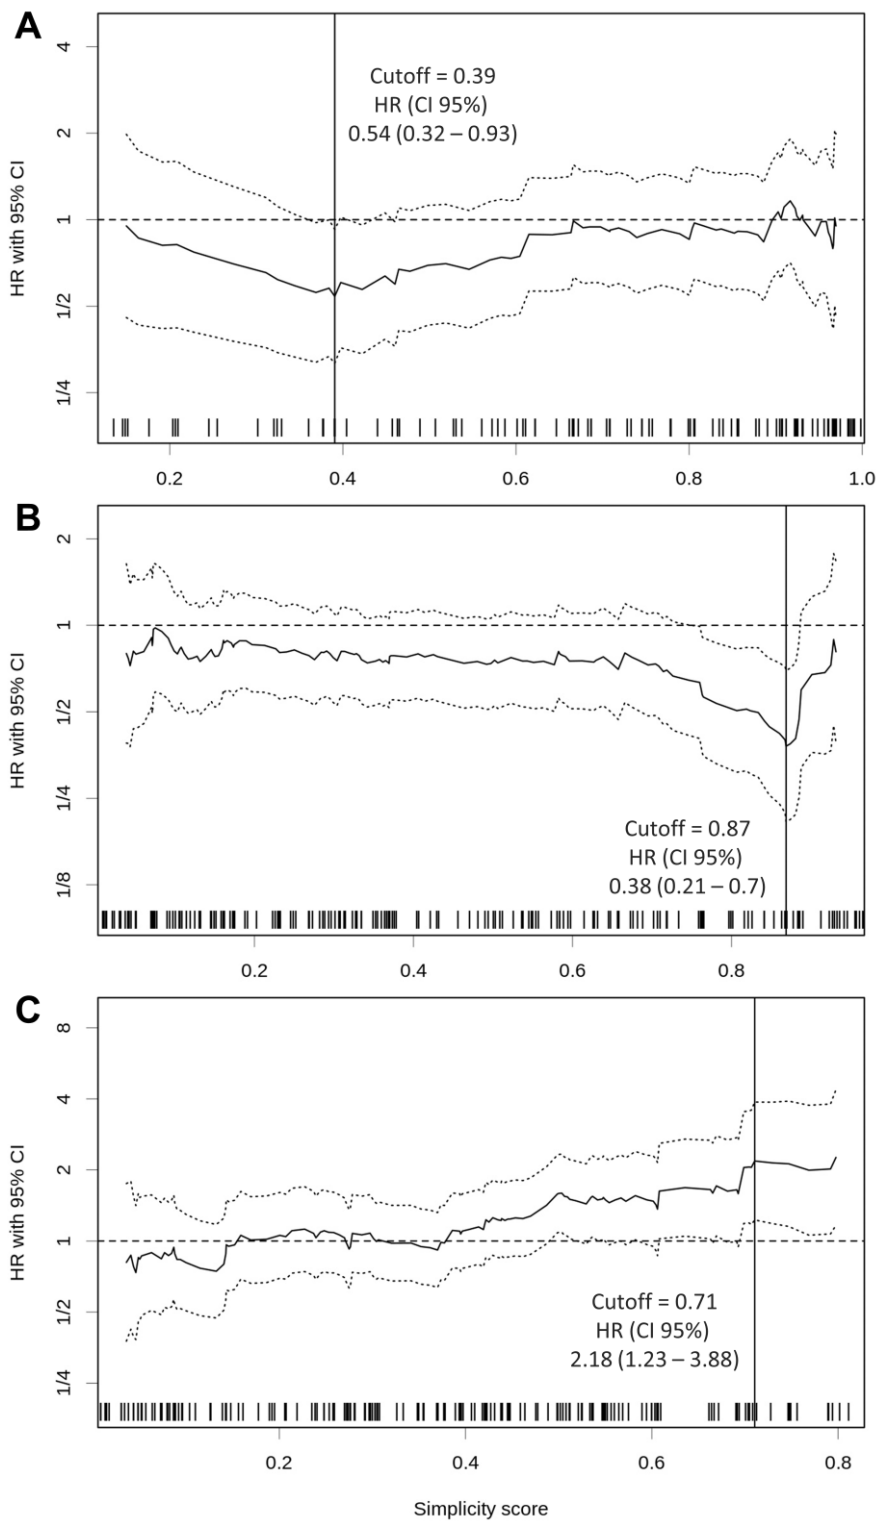 A
HR with 95% CI
4
2
1
1/2
1/4
Cutoff = 0.39
HR (CI 95%)
0.54 (0.32 – 0.93)
0.2 0.4 0.6 0.8 1.0
B
HR with 95% CI
2
1
1/2
1/4
1/8
Cutoff = 0.87
HR (CI 95%)
0.38 (0.21 – 0.7)
0.2 0.4 0.6 0.8
C
HR with 95% CI
8
4
2
1
1/2
1/4
Cutoff = 0.71
HR (CI 95%)
2.18 (1.23 – 3.88)
0.2 0.4 0.6 0.8
Simplicity score